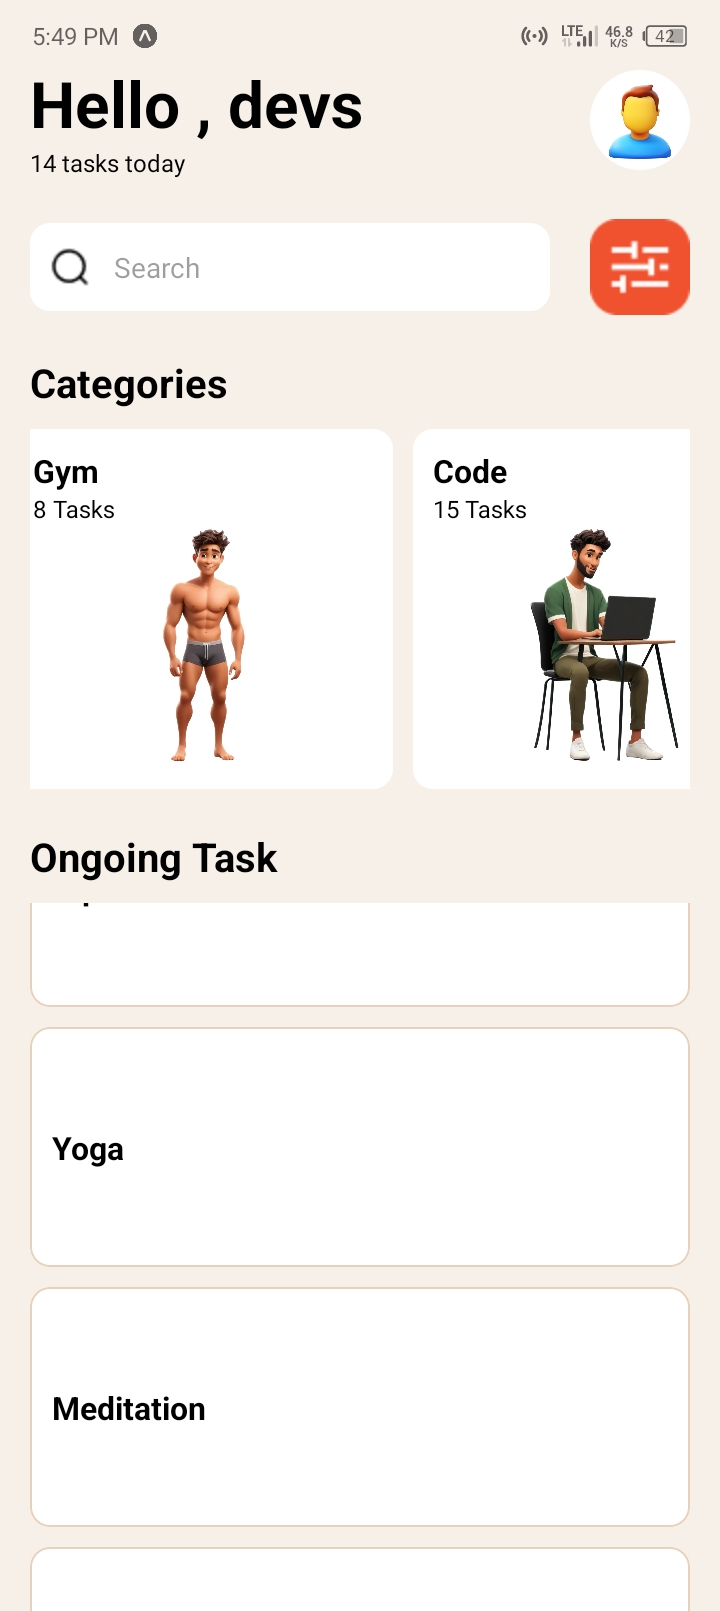 5:49 PM
LTE 46.8 K/S 42
Hello , devs
14 tasks today
Search
Categories
Gym
8 Tasks
Code
15 Tasks
Ongoing Task
Yoga
Meditation